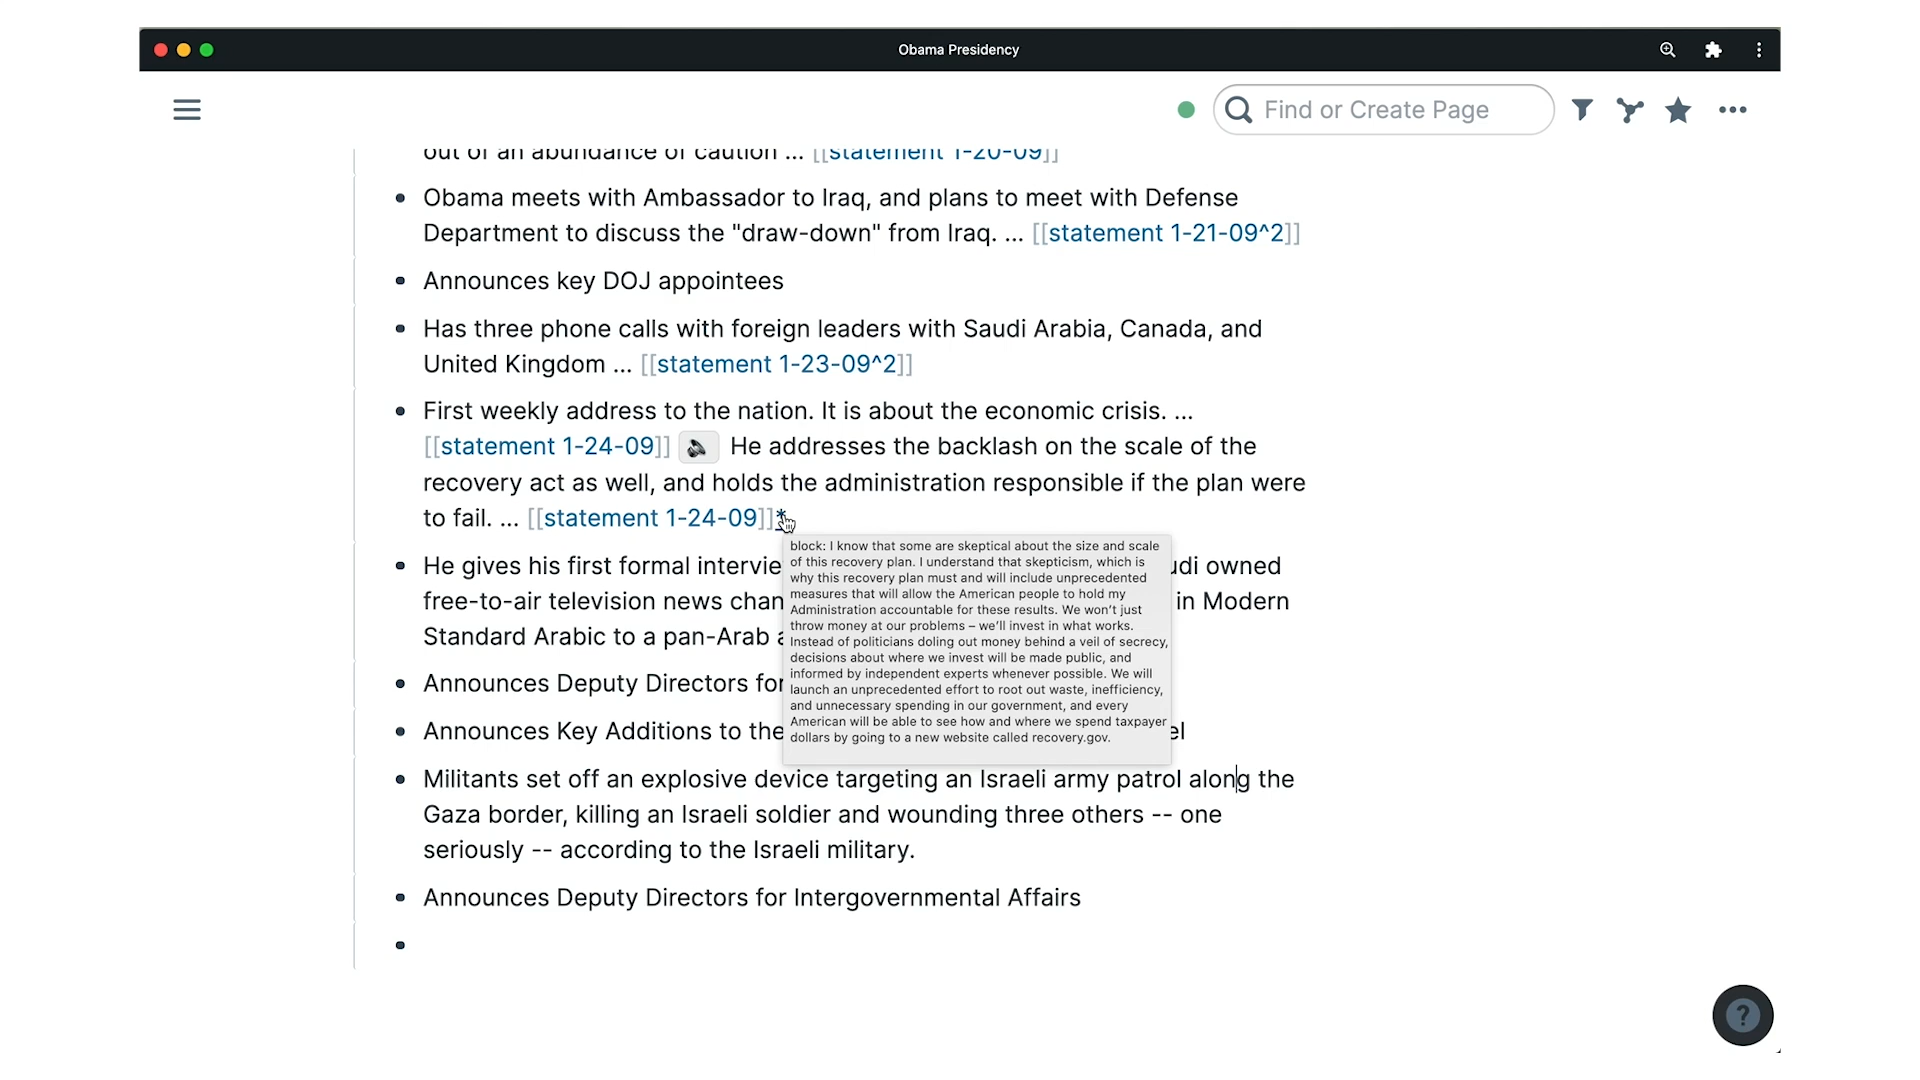 Obama Presidency
Find or Create Page
out of an abundance of caution ... [[statement 1-20-09]]
• Obama meets with Ambassador to Iraq, and plans to meet with Defense
Department to discuss the "draw-down" from Iraq. ... [[statement 1-21-09^2]]
• Announces key DOJ appointees
• Has three phone calls with foreign leaders with Saudi Arabia, Canada, and
United Kingdom ... [[statement 1-23-09^2]]
• First weekly address to the nation. It is about the economic crisis. ...
[[statement 1-24-09]] He addresses the backlash on the scale of the
recovery act as well, and holds the administration responsible if the plan were
to fail. ... [[statement 1-24-09]]*
block: I know that some are skeptical about the size and scale
of this recovery plan. I understand that skepticism, which is
why this recovery plan must and will include unprecedented
measures that will allow the American people to hold my
Administration accountable for these results. We won't just
throw money at our problems – we'll invest in what works.
Instead of politicians doling out money behind a veil of secrecy,
decisions about where we invest will be made public, and
informed by independent experts whenever possible. We will
launch an unprecedented effort to root out waste, inefficiency,
and unnecessary spending in our government, and every
American will be able to see how and where we spend taxpayer
dollars by going to a new website called recovery.gov.
• He gives his first formal intervie udi owned
free-to-air television news chan in Modern
Standard Arabic to a pan-Arab a
• Announces Deputy Directors for
• Announces Key Additions to the el
• Militants set off an explosive device targeting an Israeli army patrol along the
Gaza border, killing an Israeli soldier and wounding three others -- one
seriously -- according to the Israeli military.
• Announces Deputy Directors for Intergovernmental Affairs
•
?